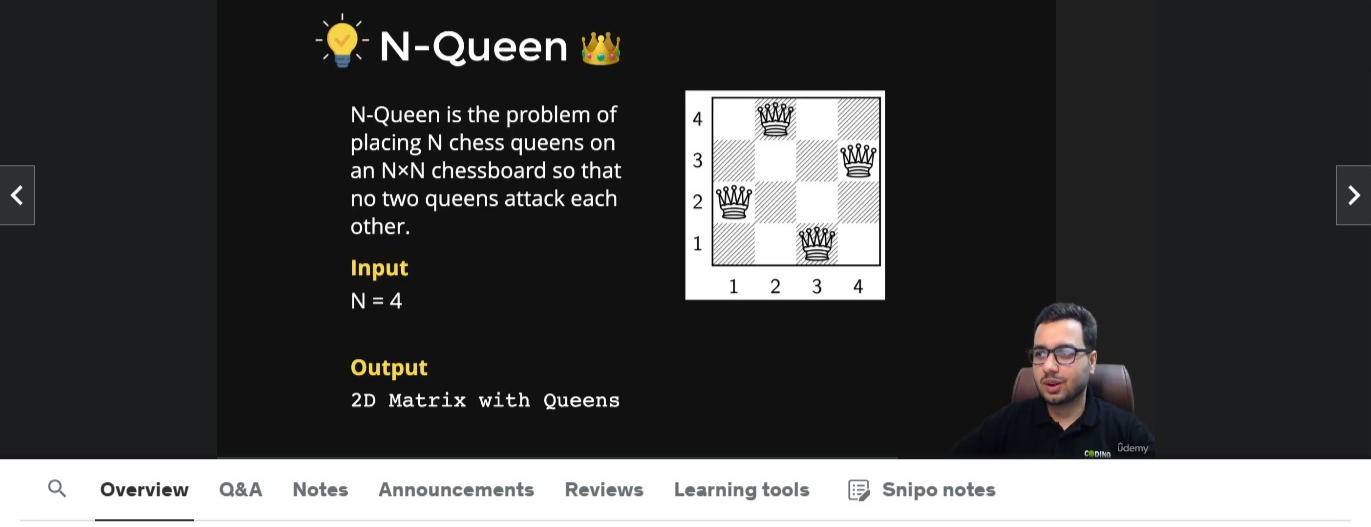 N-Queen
N-Queen is the problem of
placing N chess queens on
an N×N chessboard so that
no two queens attack each
other.
Input
N = 4
Output
2D Matrix with Queens
4
3
2
1
1 2 3 4
CODING
ûdemy
Overview Q&A Notes Announcements Reviews Learning tools Snipo notes